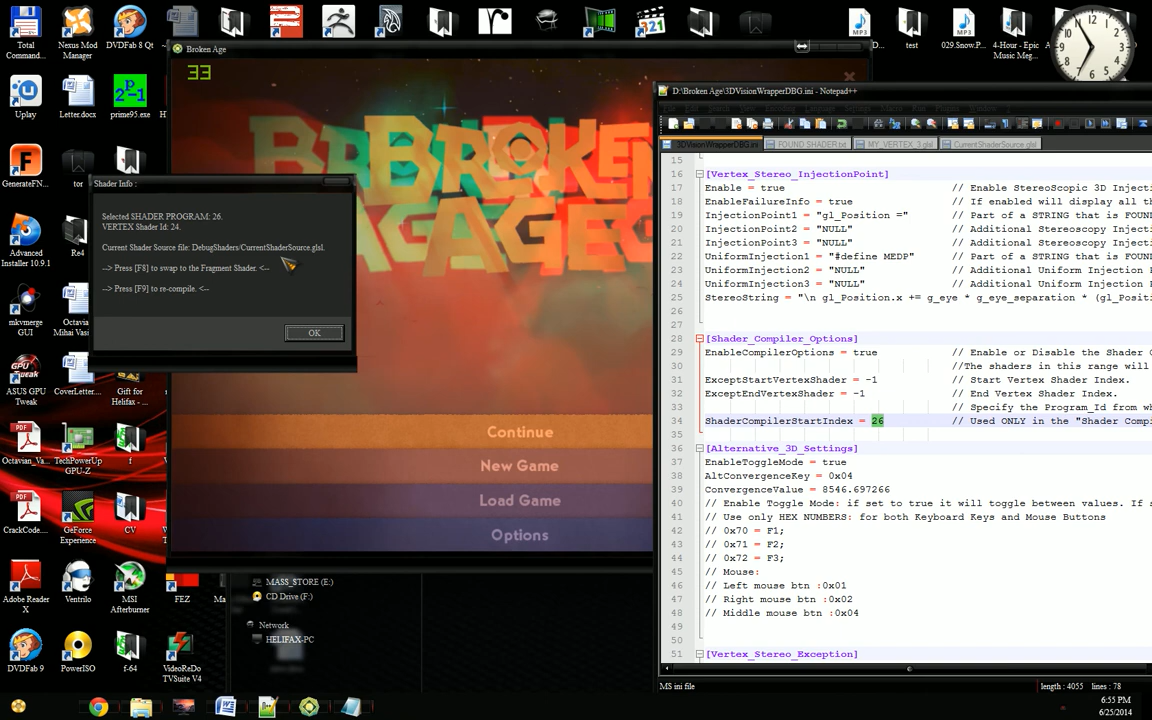 Total
Command...
Nexus Mod
Manager
DVDFab 8 Qt
test
029.Snow.P...
4-Hour - Epic
Music Meg...
Uplay
Letter.docx
prime95.exe
GenerateFN...
tor
Advanced
Installer 10.9.1
Re4
mkvmerge
GUI
Octavia
Mihai Vasi
ASUS GPU
Tweak
CoverLetter...
Gift for
Helifax -...
Octavian_Va...
TechPowerUp
GPU-Z
f
CrackCode...
GeForce
Experience
CV
Adobe Reader
X
Ventrilo
MSI
Afterburner
FEZ
DVDFab 9
PowerISO
f-64
VideoReDo
TVSuite V4
Broken Age
33
BROKEN
AGE
Continue
New Game
Load Game
Options
Shader Info :
Selected SHADER PROGRAM: 26.
VERTEX Shader Id: 24.
Current Shader Source file: DebugShaders/CurrentShaderSource.glsl.
--> Press [F8] to swap to the Fragment Shader. <--
--> Press [F9] to re-compile. <--
OK
MASS_STORE (E:)
CD Drive (F:)
Network
HELIFAX-PC
D:\Broken Age\3DVisionWrapperDBG.ini - Notepad++
3DVisionWrapperDBG.ini
FOUND SHADER.txt
MY_VERTEX_3.glsl
CurrentShaderSource.glsl
15
16 [Vertex_Stereo_InjectionPoint]
17 Enable = true // Enable StereoScopic 3D Injecti
18 EnableFailureInfo = true // If enabled will display all th
19 InjectionPoint1 = "gl_Position =" // Part of a STRING that is FOUND
20 InjectionPoint2 = "NULL" // Additional Stereoscopy Injecti
21 InjectionPoint3 = "NULL" // Additional Stereoscopy Injecti
22 UniformInjection1 = "#define MEDP" // Part of a STRING that is FOUND
23 UniformInjection2 = "NULL" // Additional Uniform Injection P
24 UniformInjection3 = "NULL" // Additional Uniform Injection P
25 StereoString = "\n gl_Position.x += g_eye * g_eye_separation * (gl_Positi
26
27
28 [Shader_Compiler_Options]
29 EnableCompilerOptions = true // Enable or Disable the Shader C
30 //The shaders in this range will
31 ExceptStartVertexShader = -1 // Start Vertex Shader Index.
32 ExceptEndVertexShader = -1 // End Vertex Shader Index.
33 // Specify the Program_Id from wh
34 ShaderCompilerStartIndex = 26 // Used ONLY in the "Shader Compi
35
36 [Alternative_3D_Settings]
37 EnableToggleMode = true
38 AltConvergenceKey = 0x04
39 ConvergenceValue = 8546.697266
40 // Enable Toggle Mode: if set to true it will toggle between values. If s
41 // Use only HEX NUMBERS: for both Keyboard Keys and Mouse Buttons
42 // 0x70 = F1;
43 // 0x71 = F2;
44 // 0x72 = F3;
45 // Mouse:
46 // Left mouse btn :0x01
47 // Right mouse btn :0x02
48 // Middle mouse btn :0x04
49
50
51 [Vertex_Stereo_Exception]
MS ini file
length : 4055 lines : 78
6:55 PM
6/25/2014